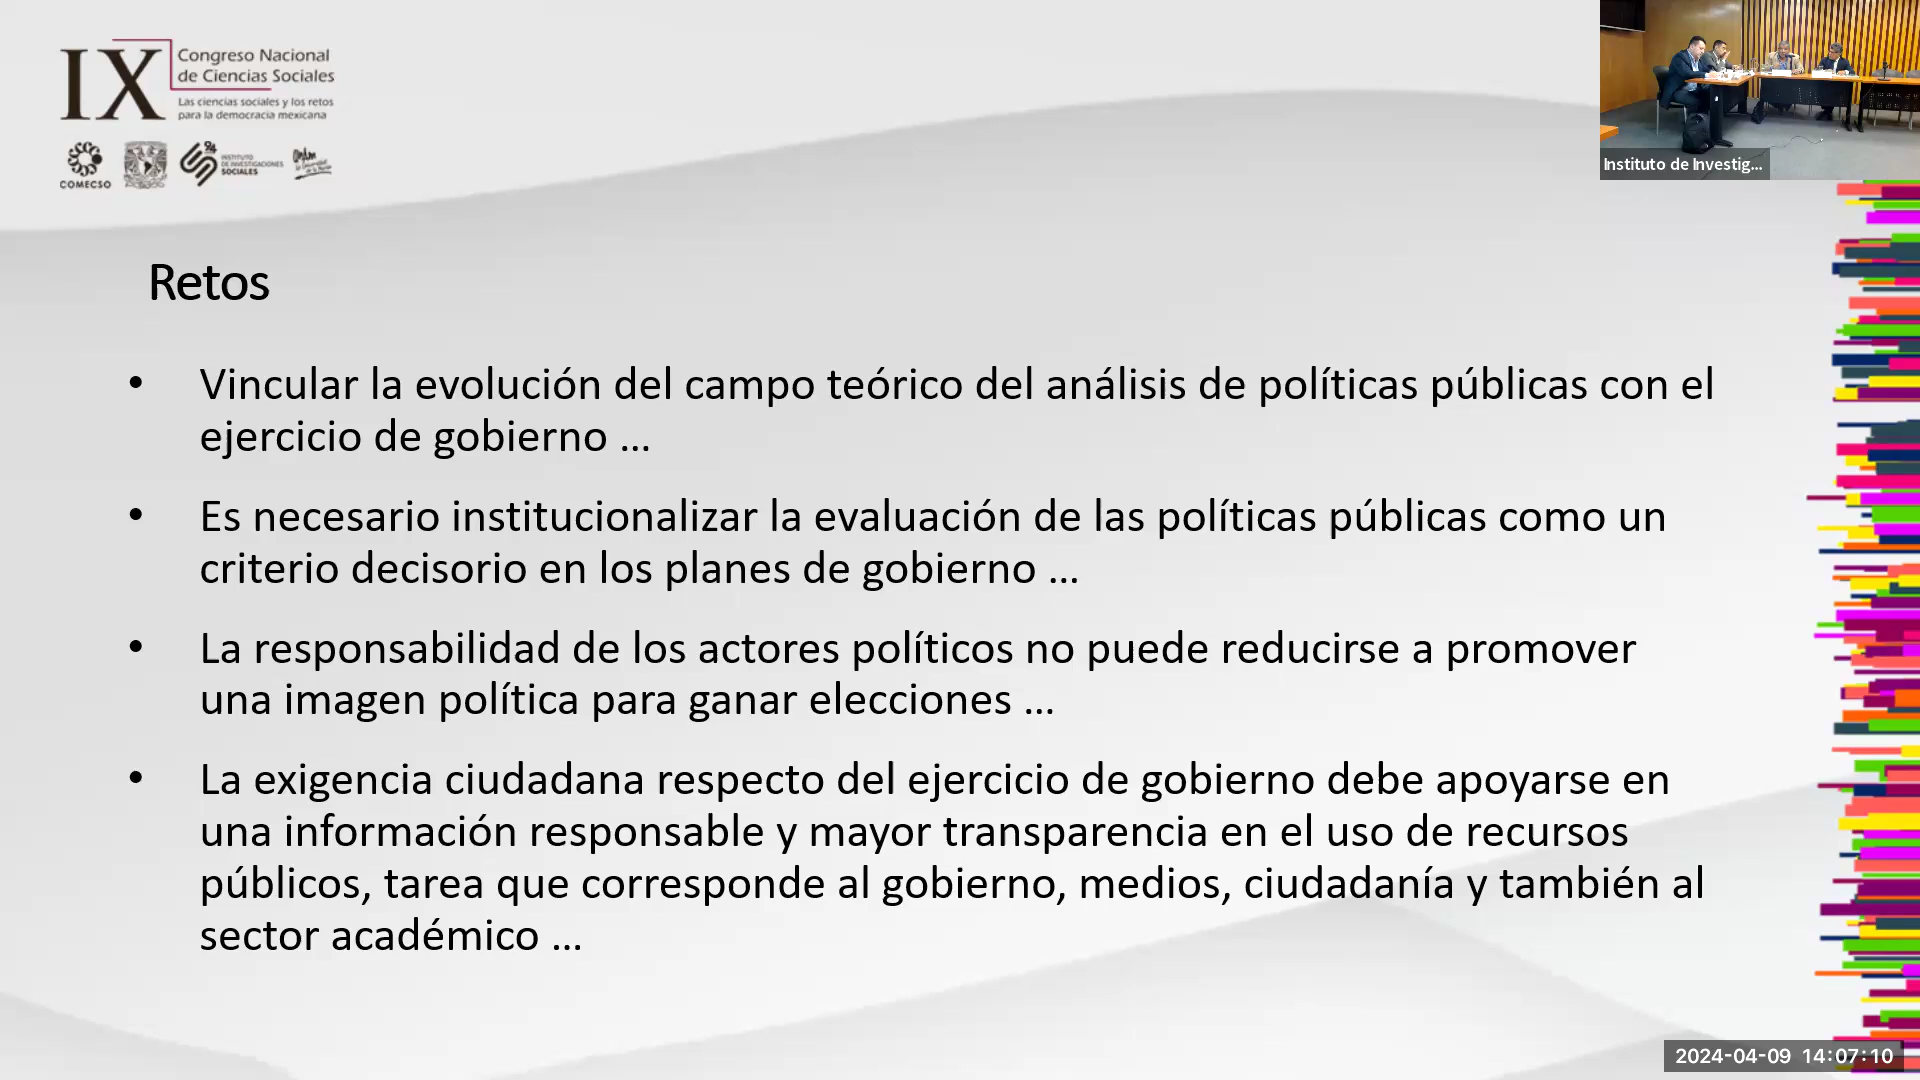 IX
Congreso Nacional
de Ciencias Sociales
Las ciencias sociales y los retos
para la democracia mexicana
COMECSO
INSTITUTO
DE INVESTIGACIONES
SOCIALES
Instituto de Investig...
Retos
• Vincular la evolución del campo teórico del análisis de políticas públicas con el
ejercicio de gobierno ...
• Es necesario institucionalizar la evaluación de las políticas públicas como un
criterio decisorio en los planes de gobierno ...
• La responsabilidad de los actores políticos no puede reducirse a promover
una imagen política para ganar elecciones ...
• La exigencia ciudadana respecto del ejercicio de gobierno debe apoyarse en
una información responsable y mayor transparencia en el uso de recursos
públicos, tarea que corresponde al gobierno, medios, ciudadanía y también al
sector académico ...
2024-04-09 14:07:10